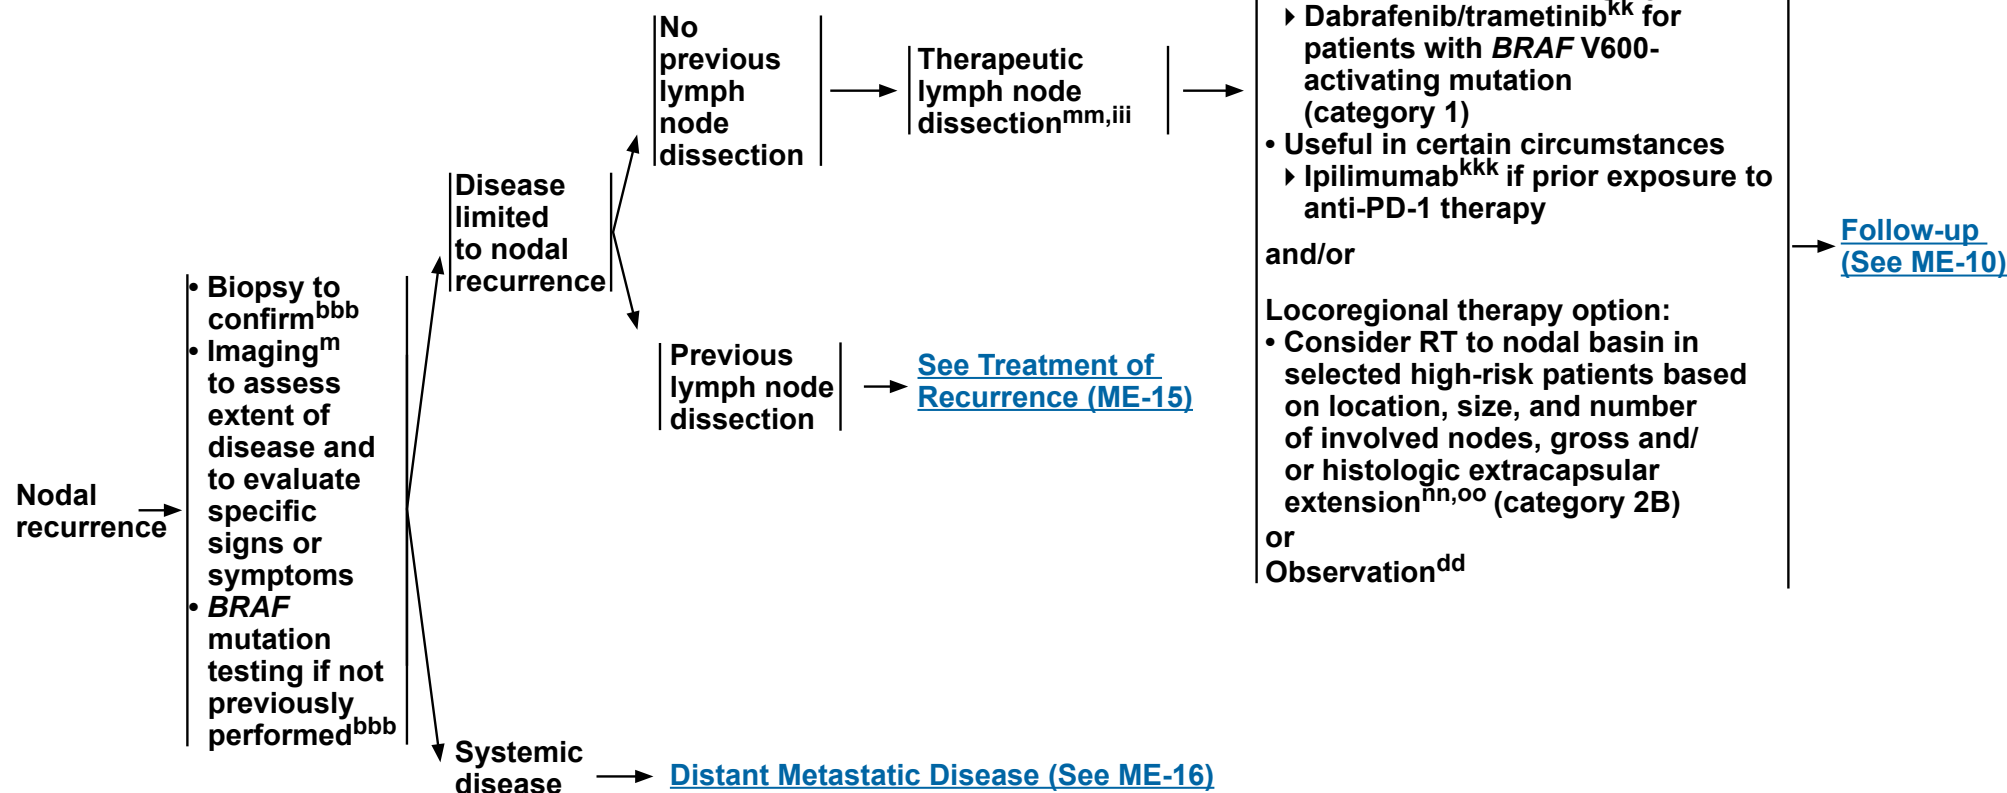 Nodal
recurrence
• Biopsy to
confirmbbb
• Imagingm
to assess
extent of
disease and
to evaluate
specific
signs or
symptoms
• BRAF
mutation
testing if not
previously
performedbbb
Disease
limited
to nodal
recurrence
No
previous
lymph
node
dissection
Therapeutic
lymph node
dissectionmm,iii
Dabrafenib/trametinibkk for
patients with BRAF V600-
activating mutation
(category 1)
• Useful in certain circumstances
Ipilimumabkkk if prior exposure to
anti-PD-1 therapy
and/or
Locoregional therapy option:
• Consider RT to nodal basin in
selected high-risk patients based
on location, size, and number
of involved nodes, gross and/
or histologic extracapsular
extensionnn,oo (category 2B)
or
Observationdd
Follow-up
(See ME-10)
Previous
lymph node
dissection
See Treatment of
Recurrence (ME-15)
Systemic
disease
Distant Metastatic Disease (See ME-16)